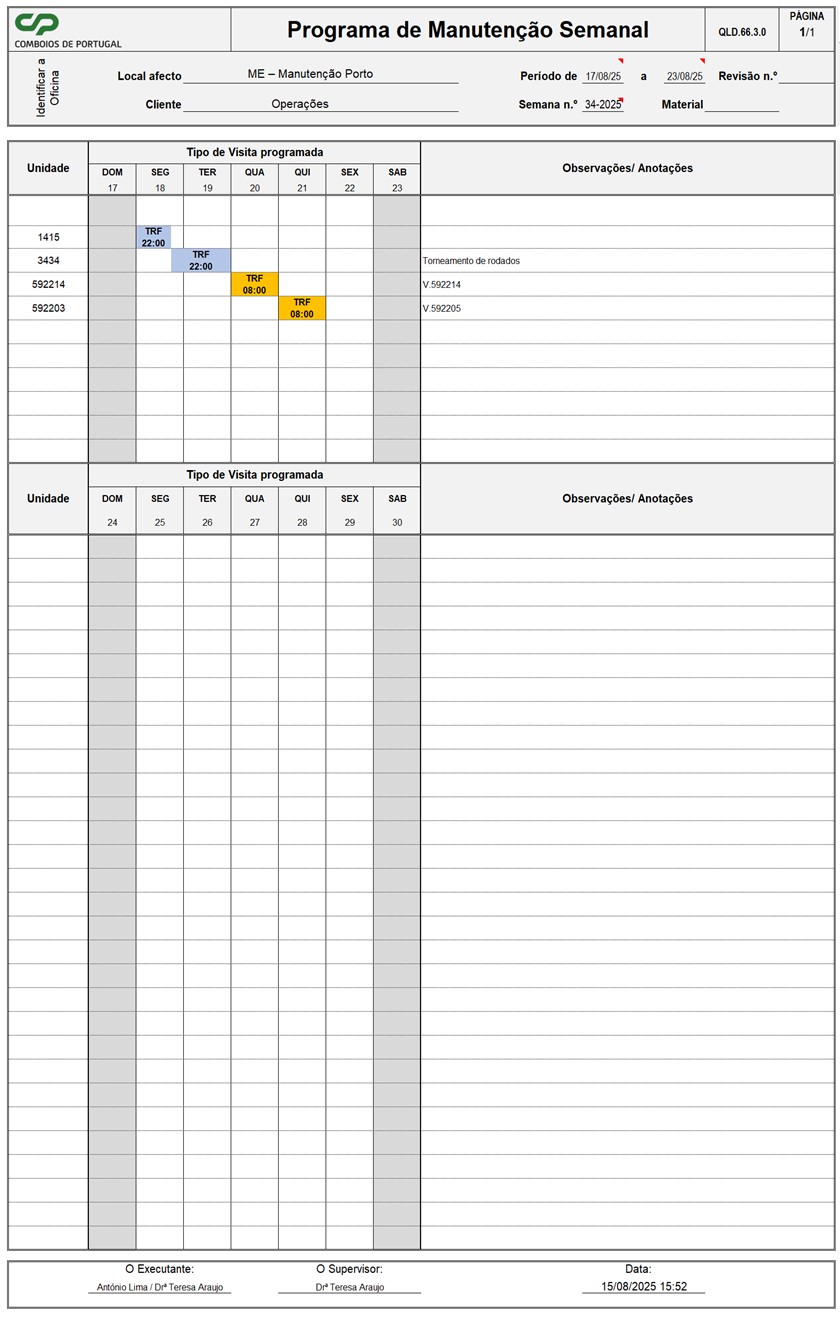 CP
COMBOIOS DE PORTUGAL
Programa de Manutenção Semanal
QLD.66.3.0
PÁGINA
1/1
Identificar a
Oficina
Local afecto ME – Manutenção Porto
Período de 17/08/25 a 23/08/25 Revisão n.º
Cliente Operações
Semana n.º 34-2025 Material
Unidade
Tipo de Visita programada
Observações/ Anotações
DOM SEG TER QUA QUI SEX SAB
17 18 19 20 21 22 23
1415 TRF
22:00
3434 TRF
22:00
Torneamento de rodados
592214 TRF
08:00
V.592214
592203 TRF
08:00
V.592205
Unidade
Tipo de Visita programada
Observações/ Anotações
DOM SEG TER QUA QUI SEX SAB
24 25 26 27 28 29 30
O Executante: O Supervisor: Data:
António Lima / Drª Teresa Araujo Drª Teresa Araujo 15/08/2025 15:52